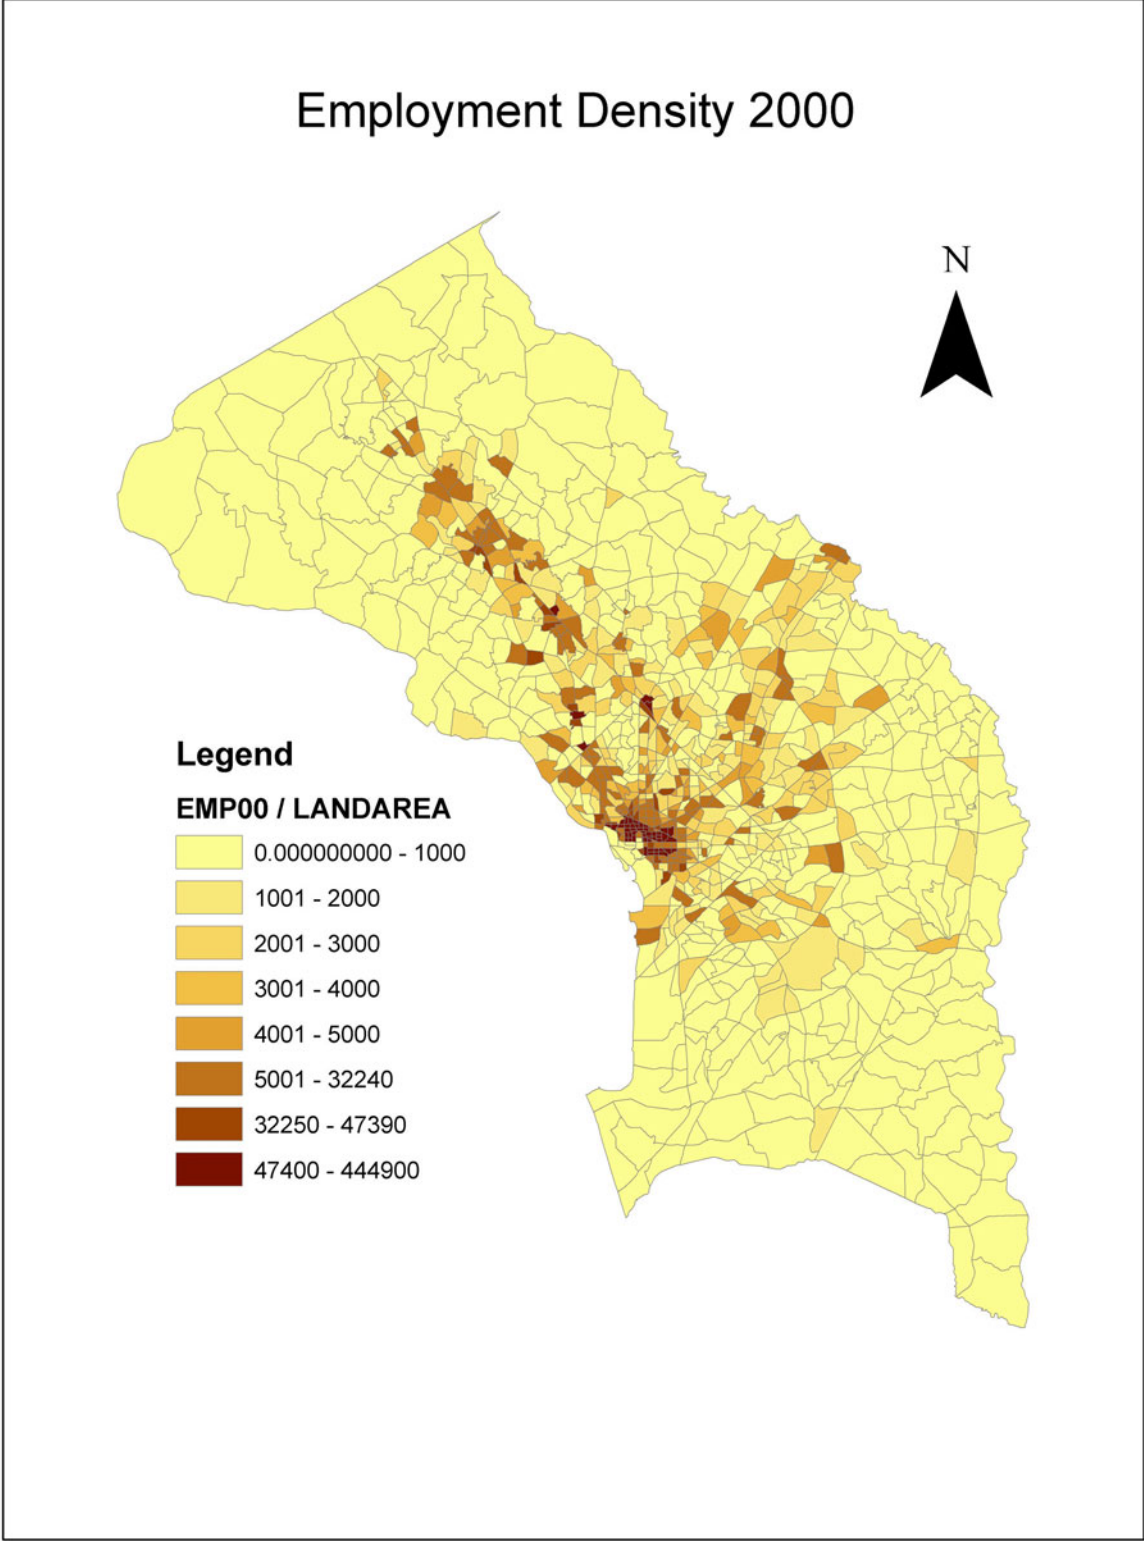 Employment Density 2000
N
Legend
EMP00 / LANDAREA
0.000000000 - 1000
1001 - 2000
2001 - 3000
3001 - 4000
4001 - 5000
5001 - 32240
32250 - 47390
47400 - 444900